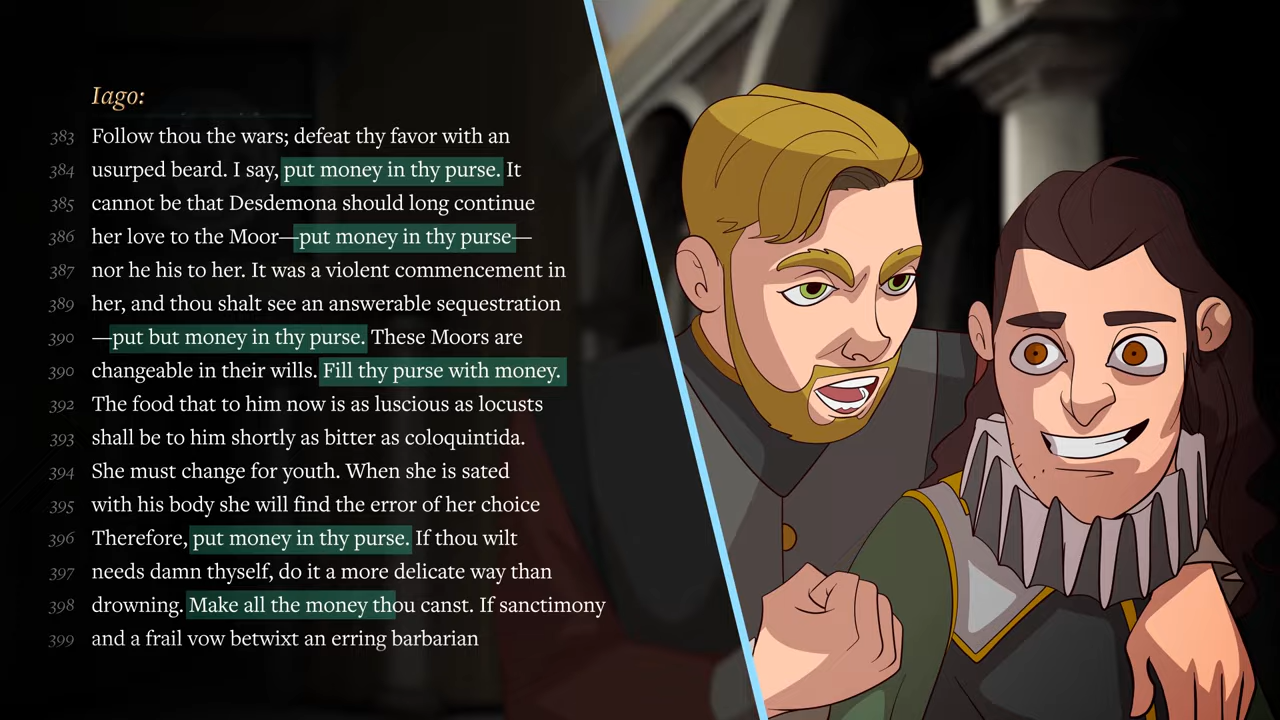 Iago:
383 Follow thou the wars; defeat thy favor with an
384 usurped beard. I say, put money in thy purse. It
385 cannot be that Desdemona should long continue
386 her love to the Moor—put money in thy purse—
387 nor he his to her. It was a violent commencement in
389 her, and thou shalt see an answerable sequestration
390 —put but money in thy purse. These Moors are
390 changeable in their wills. Fill thy purse with money.
392 The food that to him now is as luscious as locusts
393 shall be to him shortly as bitter as coloquintida.
394 She must change for youth. When she is sated
395 with his body she will find the error of her choice
396 Therefore, put money in thy purse. If thou wilt
397 needs damn thyself, do it a more delicate way than
398 drowning. Make all the money thou canst. If sanctimony
399 and a frail vow betwixt an erring barbarian